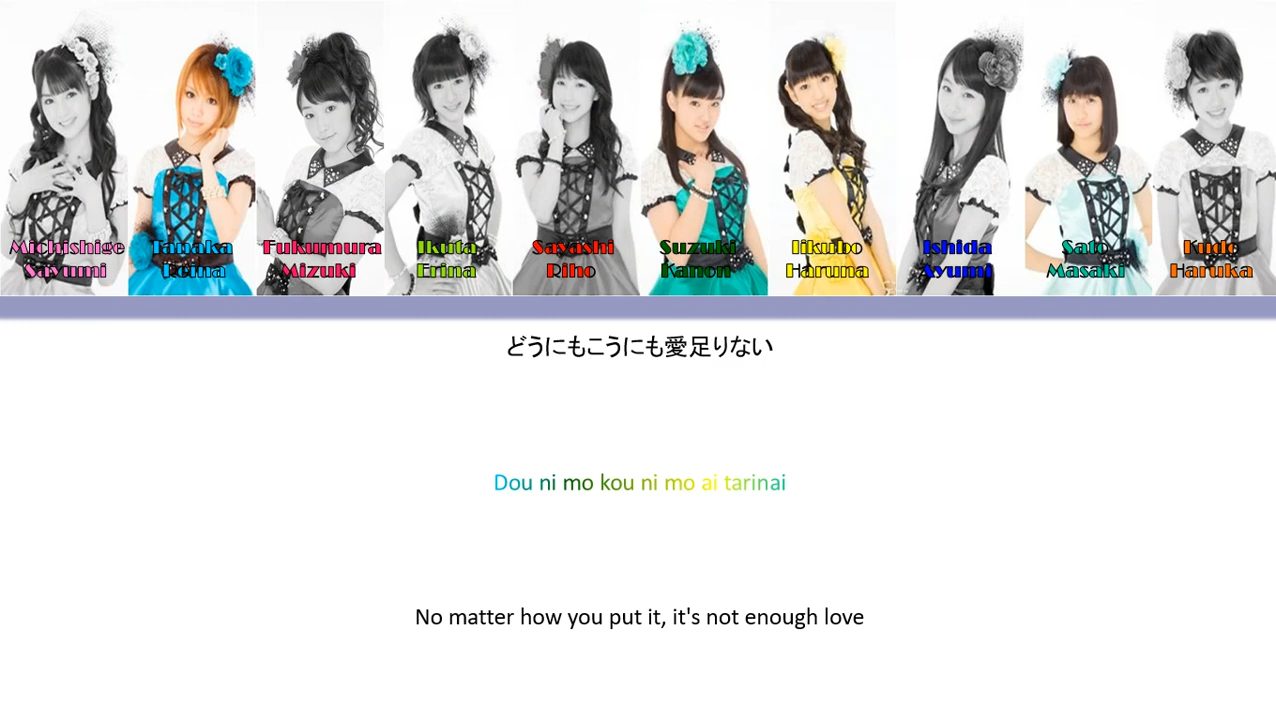 Michishige Sayumi
Tanaka Reina
Fukumura Mizuki
Ikuta Erina
Sayashi Riho
Suzuki Kanon
Iikubo Haruna
Ishida Ayumi
Sato Masaki
Kudo Haruka
どうにもこうにも愛足りない
Dou ni mo kou ni mo ai tarinai
No matter how you put it, it's not enough love